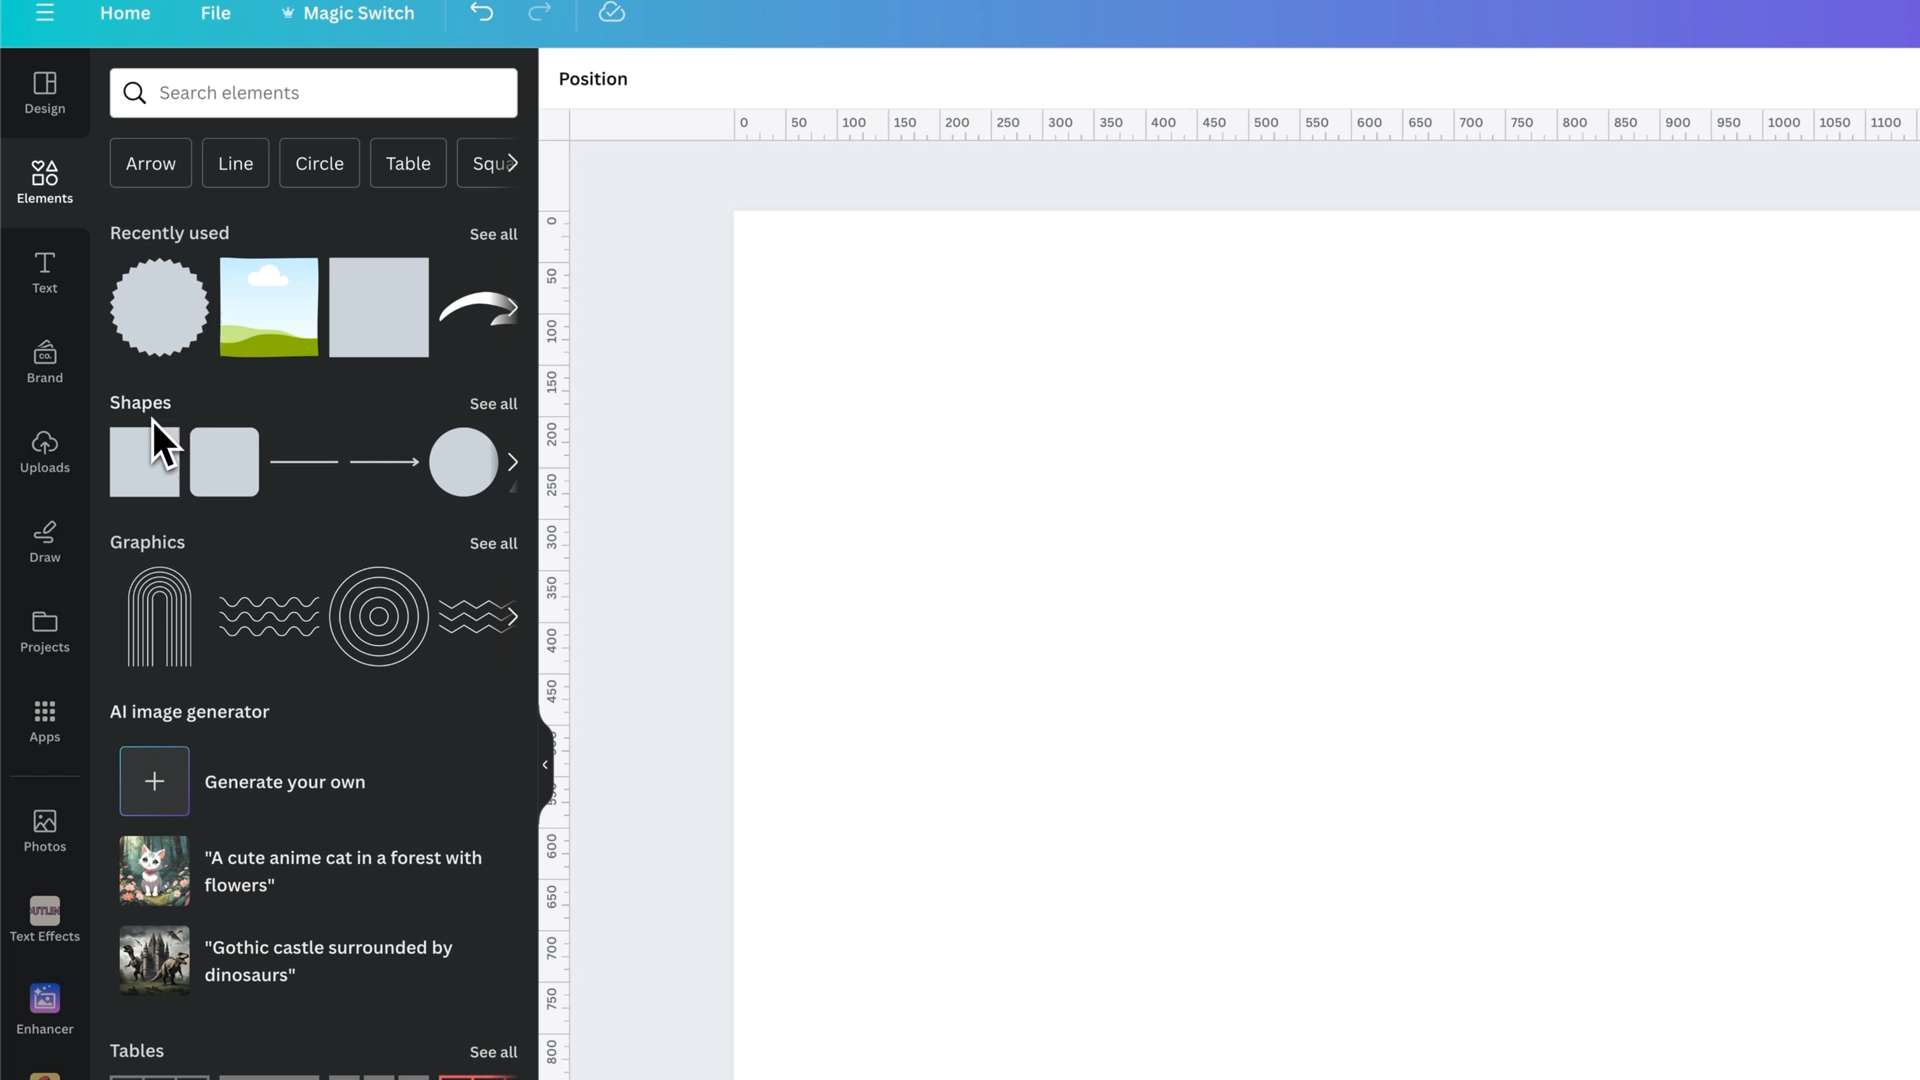 Home File Magic Switch
Design
Search elements
Position
0 50 100 150 200 250 300 350 400 450 500 550 600 650 700 750 800 850 900 950 1000 1050 1100
Arrow Line Circle Table Squa
Elements
Recently used See all
0
50
100
150
200
250
300
350
400
450
600
650
700
750
800
Text
Brand
CO.
Shapes See all
Uploads
Draw
Graphics See all
Projects
AI image generator
Apps
Generate your own
Photos
"A cute anime cat in a forest with
flowers"
OUTLIN
Text Effects
"Gothic castle surrounded by
dinosaurs"
Enhancer
Tables See all